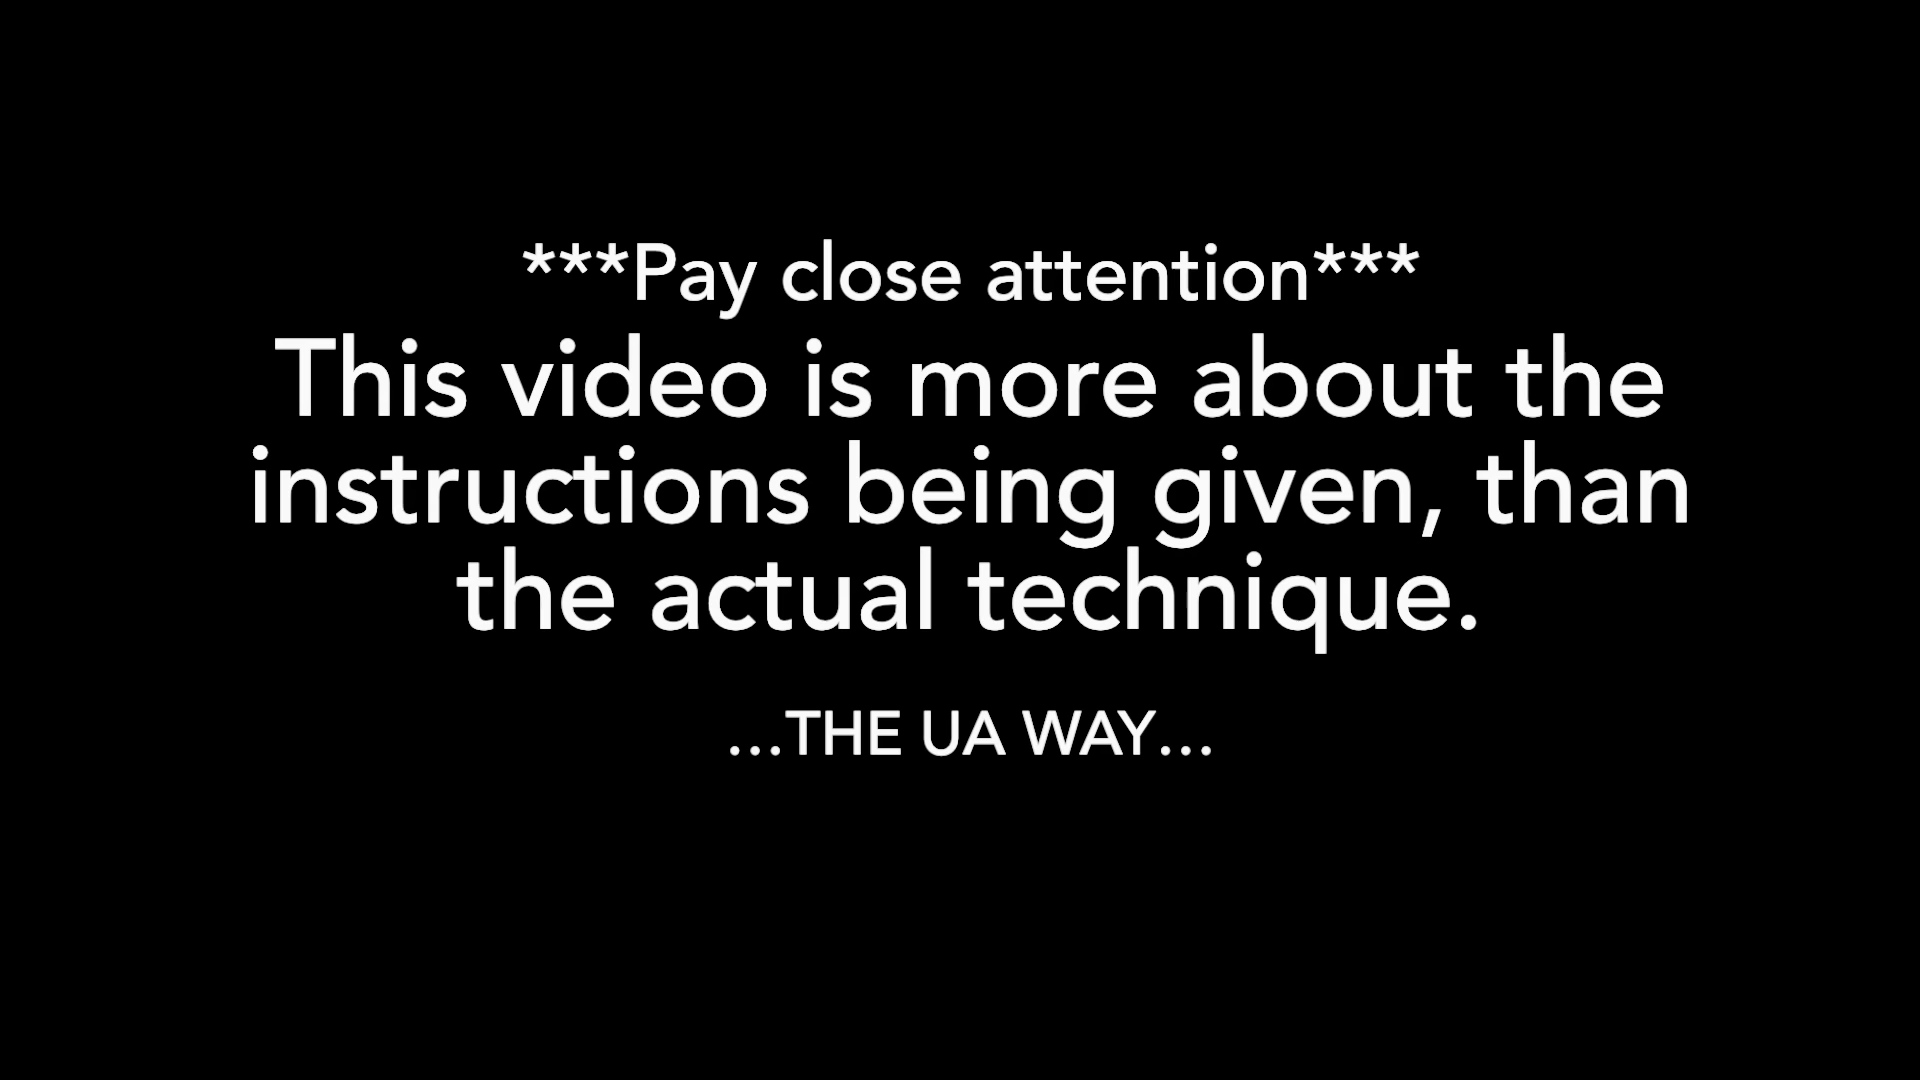 ***Pay close attention***
This video is more about the
instructions being given, than
the actual technique.
...THE UA WAY...